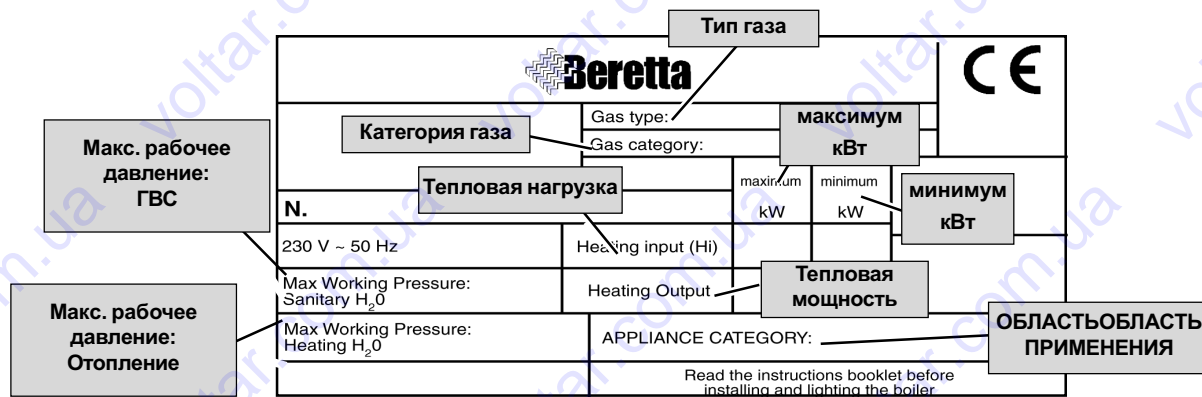 Тип газа
Beretta
CE
Gas type:
максимум
кВт
Категория газа
Gas category:
Макс. рабочее
давление:
ГВС
Тепловая нагрузка
maximum
minimum
минимум
кВт
N.
kW
kW
230 V ~ 50 Hz
Heating input (Hi)
Max Working Pressure:
Sanitary H₂0
Heating Output
Тепловая
мощность
Макс. рабочее
давление:
Отопление
Max Working Pressure:
Heating H₂0
APPLIANCE CATEGORY:
ОБЛАСТЬОБЛАСТЬ
ПРИМЕНЕНИЯ
Read the instructions booklet before
installing and lighting the boiler
voltar.com.ua